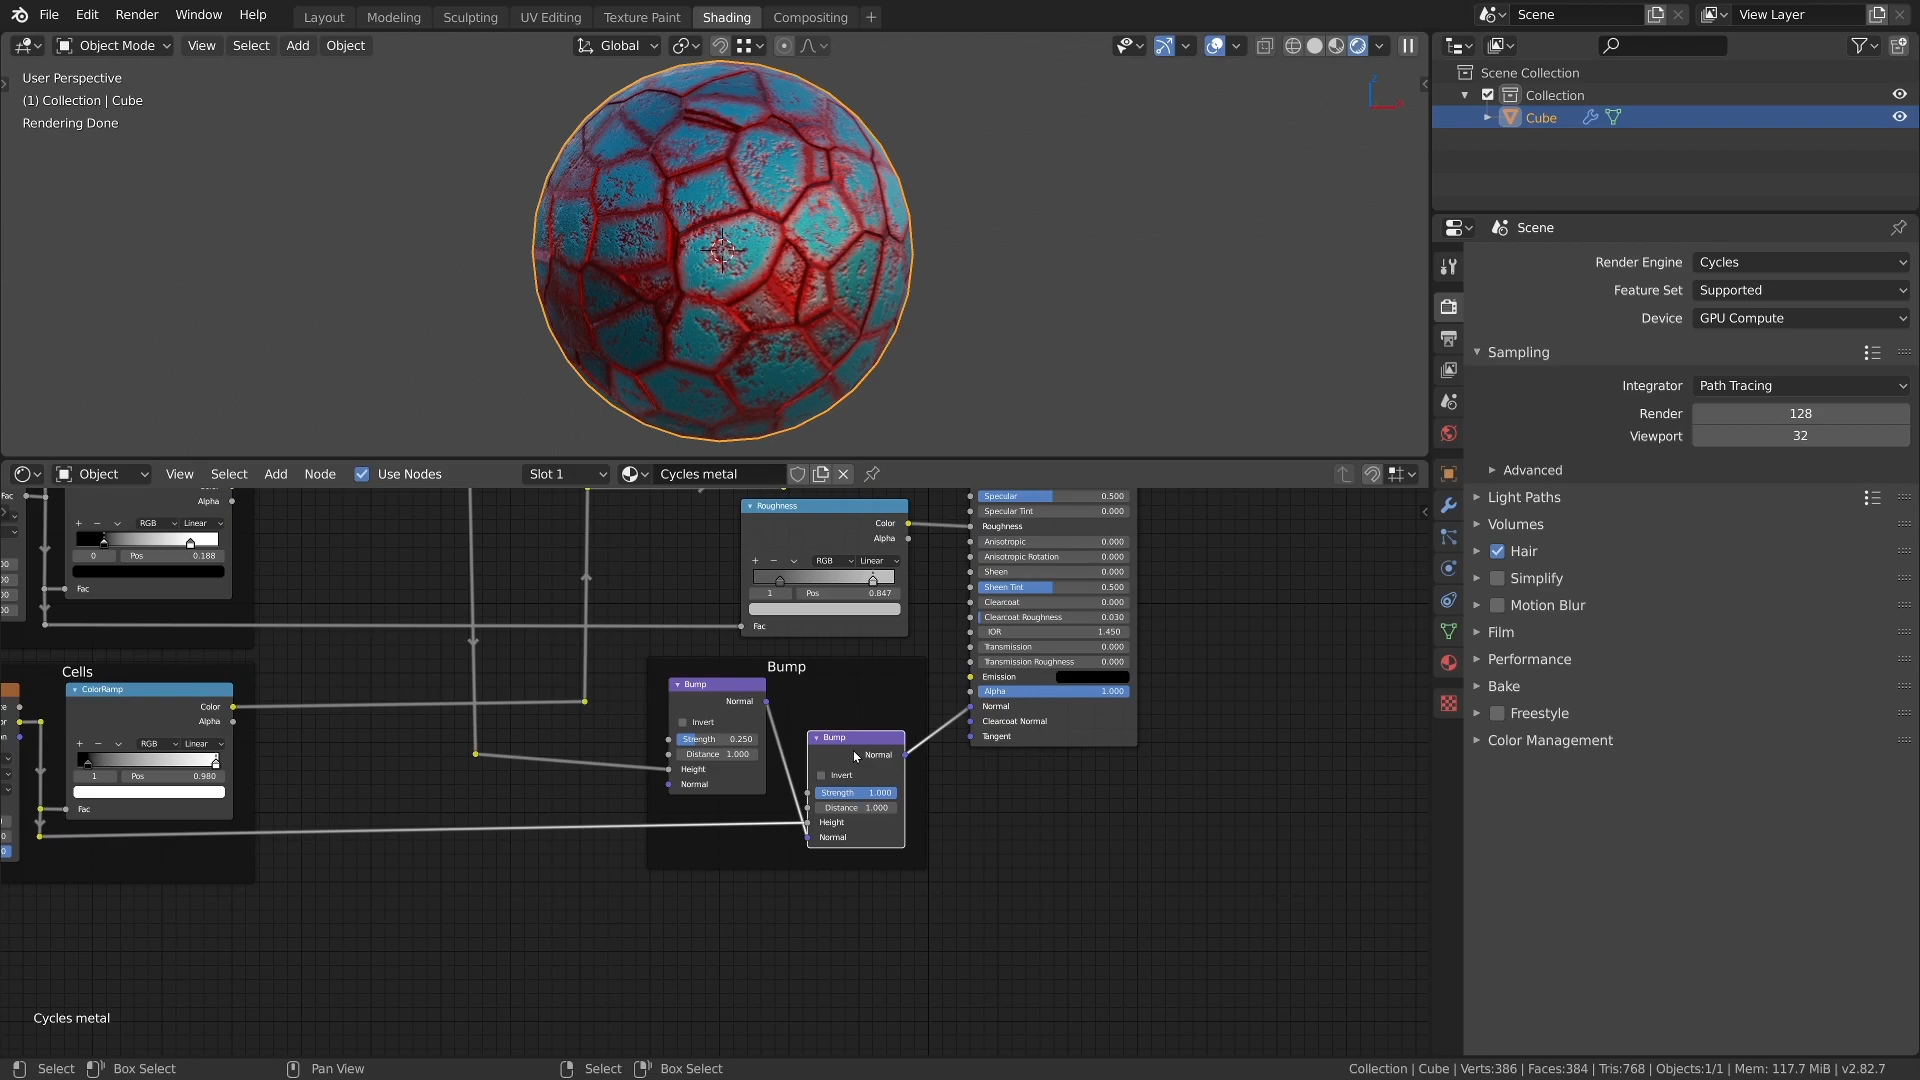 File Edit Render Window Help Layout Modeling Sculpting UV Editing Texture Paint Shading Compositing + Scene View Layer
Object Mode View Select Add Object Global
User Perspective
(1) Collection | Cube
Rendering Done
Z
Scene Collection
Collection
Cube
Scene
Render Engine Cycles
Feature Set Supported
Device GPU Compute
Sampling
Integrator Path Tracing
Render 128
Viewport 32
Advanced
Light Paths
Volumes
Hair
Simplify
Motion Blur
Film
Performance
Bake
Freestyle
Color Management
Object View Select Add Node Use Nodes Slot 1 Cycles metal
Fac
Alpha
+ − RGB Linear
0 Pos 0.188
Fac
Roughness
Color
Alpha
+ − RGB Linear
1 Pos 0.847
Fac
Specular 0.500
Specular Tint 0.000
Roughness
Anisotropic 0.000
Anisotropic Rotation 0.000
Sheen 0.000
Sheen Tint 0.500
Clearcoat 0.000
Clearcoat Roughness 0.030
IOR 1.450
Transmission 0.000
Transmission Roughness 0.000
Emission
Alpha 1.000
Normal
Clearcoat Normal
Tangent
Cells
ColorRamp
Color
Alpha
+ − RGB Linear
1 Pos 0.980
Fac
Bump
Bump
Normal
Invert
Strength 0.250
Distance 1.000
Height
Normal
Bump
Normal
Invert
Strength 1.000
Distance 1.000
Height
Normal
Cycles metal
Select Box Select Pan View Select Box Select Collection | Cube | Verts:386 | Faces:384 | Tris:768 | Objects:1/1 | Mem: 117.7 MiB | v2.82.7